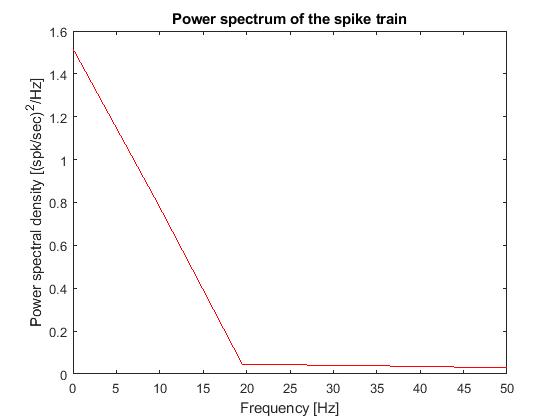 Power spectrum of the spike train
1.6
1.4
1.2
1
0.8
0.6
0.4
0.2
0
Power spectral density [(spk/sec)²/Hz]
0 5 10 15 20 25 30 35 40 45 50
Frequency [Hz]